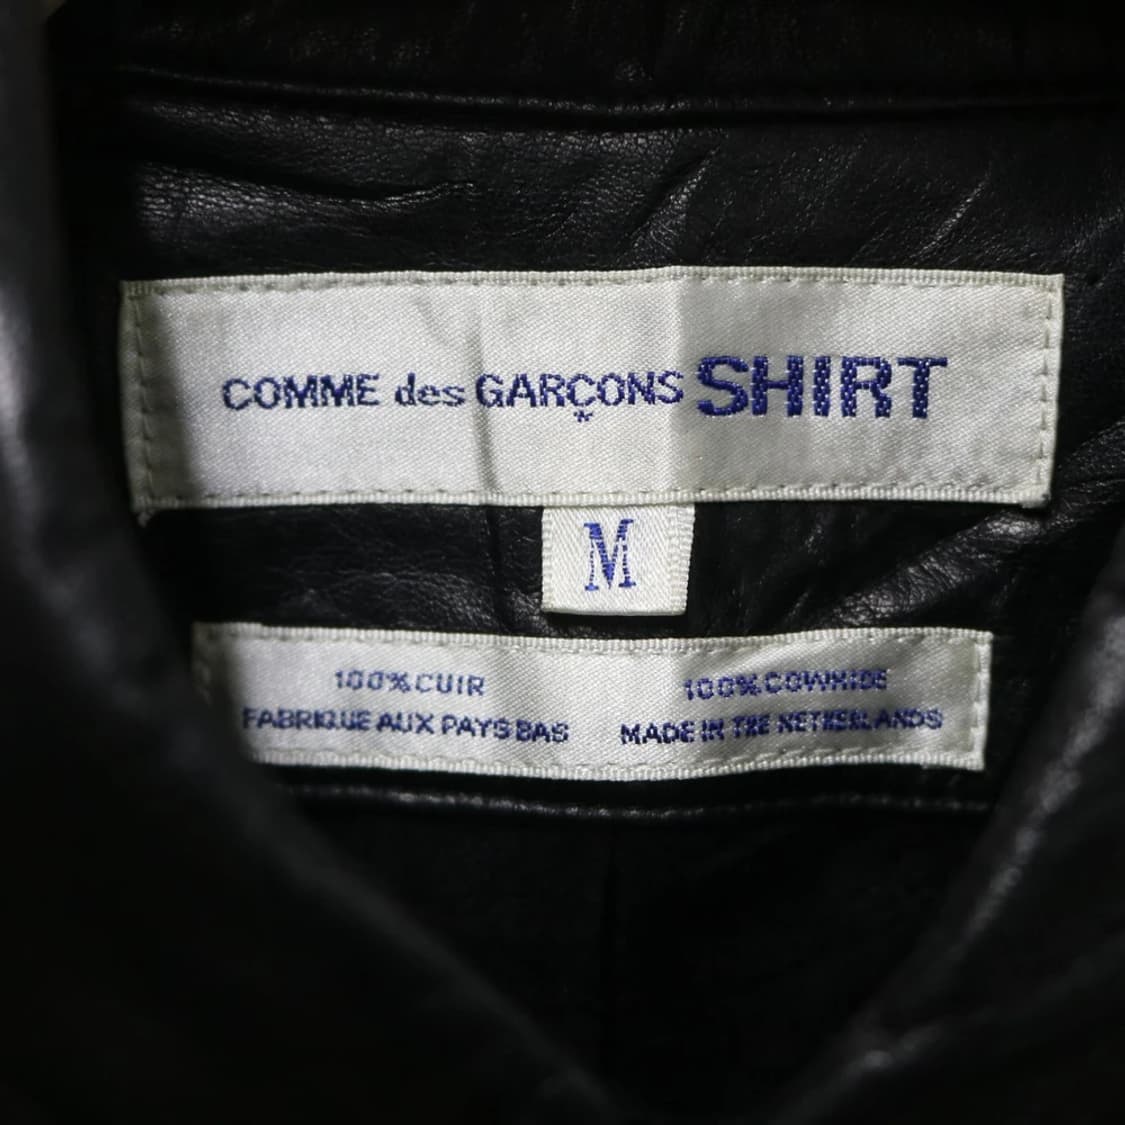 COMME des GARÇONS SHIRT
M
100% CUIR 100% COWHIDE
FABRIQUE AUX PAYS BAS MADE IN THE NETHERLANDS